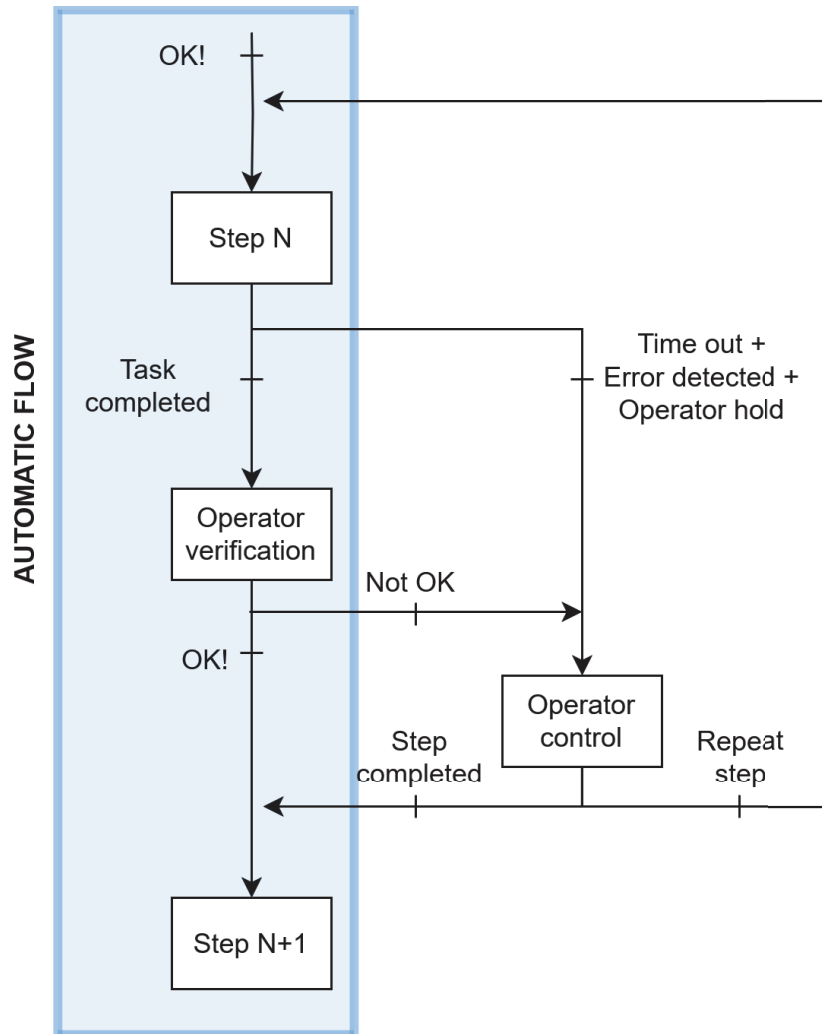 OK!
Step N
AUTOMATIC FLOW
Task
completed
Time out +
Error detected +
Operator hold
Operator
verification
Not OK
OK!
Operator
control
Step
completed
Repeat
step
Step N+1